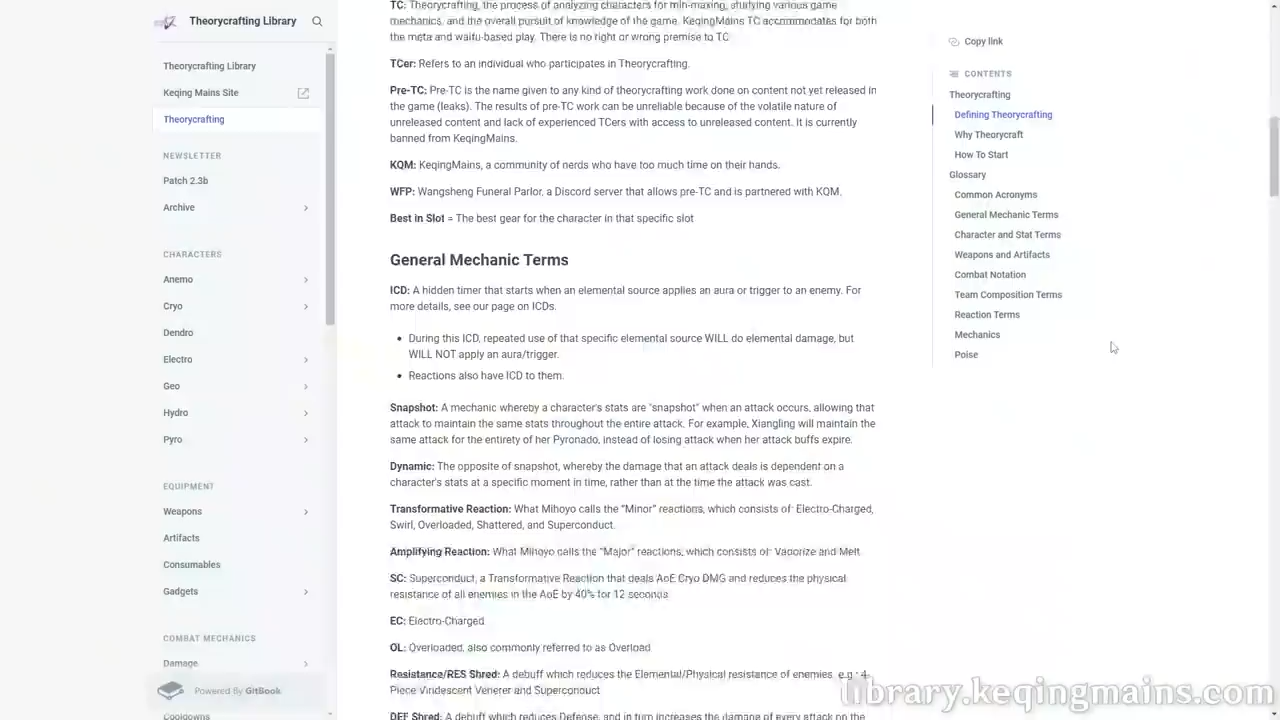 Theorycrafting Library
Theorycrafting Library
Keqing Mains Site
Theorycrafting
NEWSLETTER
Patch 2.3b
Archive
CHARACTERS
Anemo
Cryo
Dendro
Electro
Geo
Hydro
Pyro
EQUIPMENT
Weapons
Artifacts
Consumables
Gadgets
COMBAT MECHANICS
Damage
Powered By GitBook
Cooldowns
TC: Theorycrafting, the process of analyzing characters for min-maxing, studying various game
mechanics, and the overall pursuit of knowledge of the game. KeqingMains TC accommodates for both
the meta and waifu-based play. There is no right or wrong premise to TC
TCer: Refers to an individual who participates in Theorycrafting.
Pre-TC: Pre-TC is the name given to any kind of theorycrafting work done on content not yet released in
the game (leaks). The results of pre-TC work can be unreliable because of the volatile nature of
unreleased content and lack of experienced TCers with access to unreleased content. It is currently
banned from KeqingMains.
KQM: KeqingMains, a community of nerds who have too much time on their hands.
WFP: Wangsheng Funeral Parlor, a Discord server that allows pre-TC and is partnered with KQM.
Best in Slot = The best gear for the character in that specific slot
General Mechanic Terms
ICD: A hidden timer that starts when an elemental source applies an aura or trigger to an enemy. For
more details, see our page on ICDs.
• During this ICD, repeated use of that specific elemental source WILL do elemental damage, but
WILL NOT apply an aura/trigger.
• Reactions also have ICD to them.
Snapshot: A mechanic whereby a character's stats are "snapshot" when an attack occurs, allowing that
attack to maintain the same stats throughout the entire attack. For example, Xiangling will maintain the
same attack for the entirety of her Pyronado, instead of losing attack when her attack buffs expire.
Dynamic: The opposite of snapshot, whereby the damage that an attack deals is dependent on a
character's stats at a specific moment in time, rather than at the time the attack was cast.
Transformative Reaction: What Mihoyo calls the "Minor" reactions, which consists of Electro-Charged,
Swirl, Overloaded, Shattered, and Superconduct.
Amplifying Reaction: What Mihoyo calls the "Major" reactions, which consists of Vaporize and Melt
SC: Superconduct, a Transformative Reaction that deals AoE Cryo DMG and reduces the physical
resistance of all enemies in the AoE by 40% for 12 seconds
EC: Electro-Charged
OL: Overloaded, also commonly referred to as Overload
Resistance/RES Shred: A debuff which reduces the Elemental/Physical resistance of enemies, e.g.: 4
Piece Viridescent Venerer and Superconduct
DEF Shred: A debuff which reduces Defense, and in turn increases the damage of every attack on the
Copy link
CONTENTS
Theorycrafting
Defining Theorycrafting
Why Theorycraft
How To Start
Glossary
Common Acronyms
General Mechanic Terms
Character and Stat Terms
Weapons and Artifacts
Combat Notation
Team Composition Terms
Reaction Terms
Mechanics
Poise
library.keqingmains.com